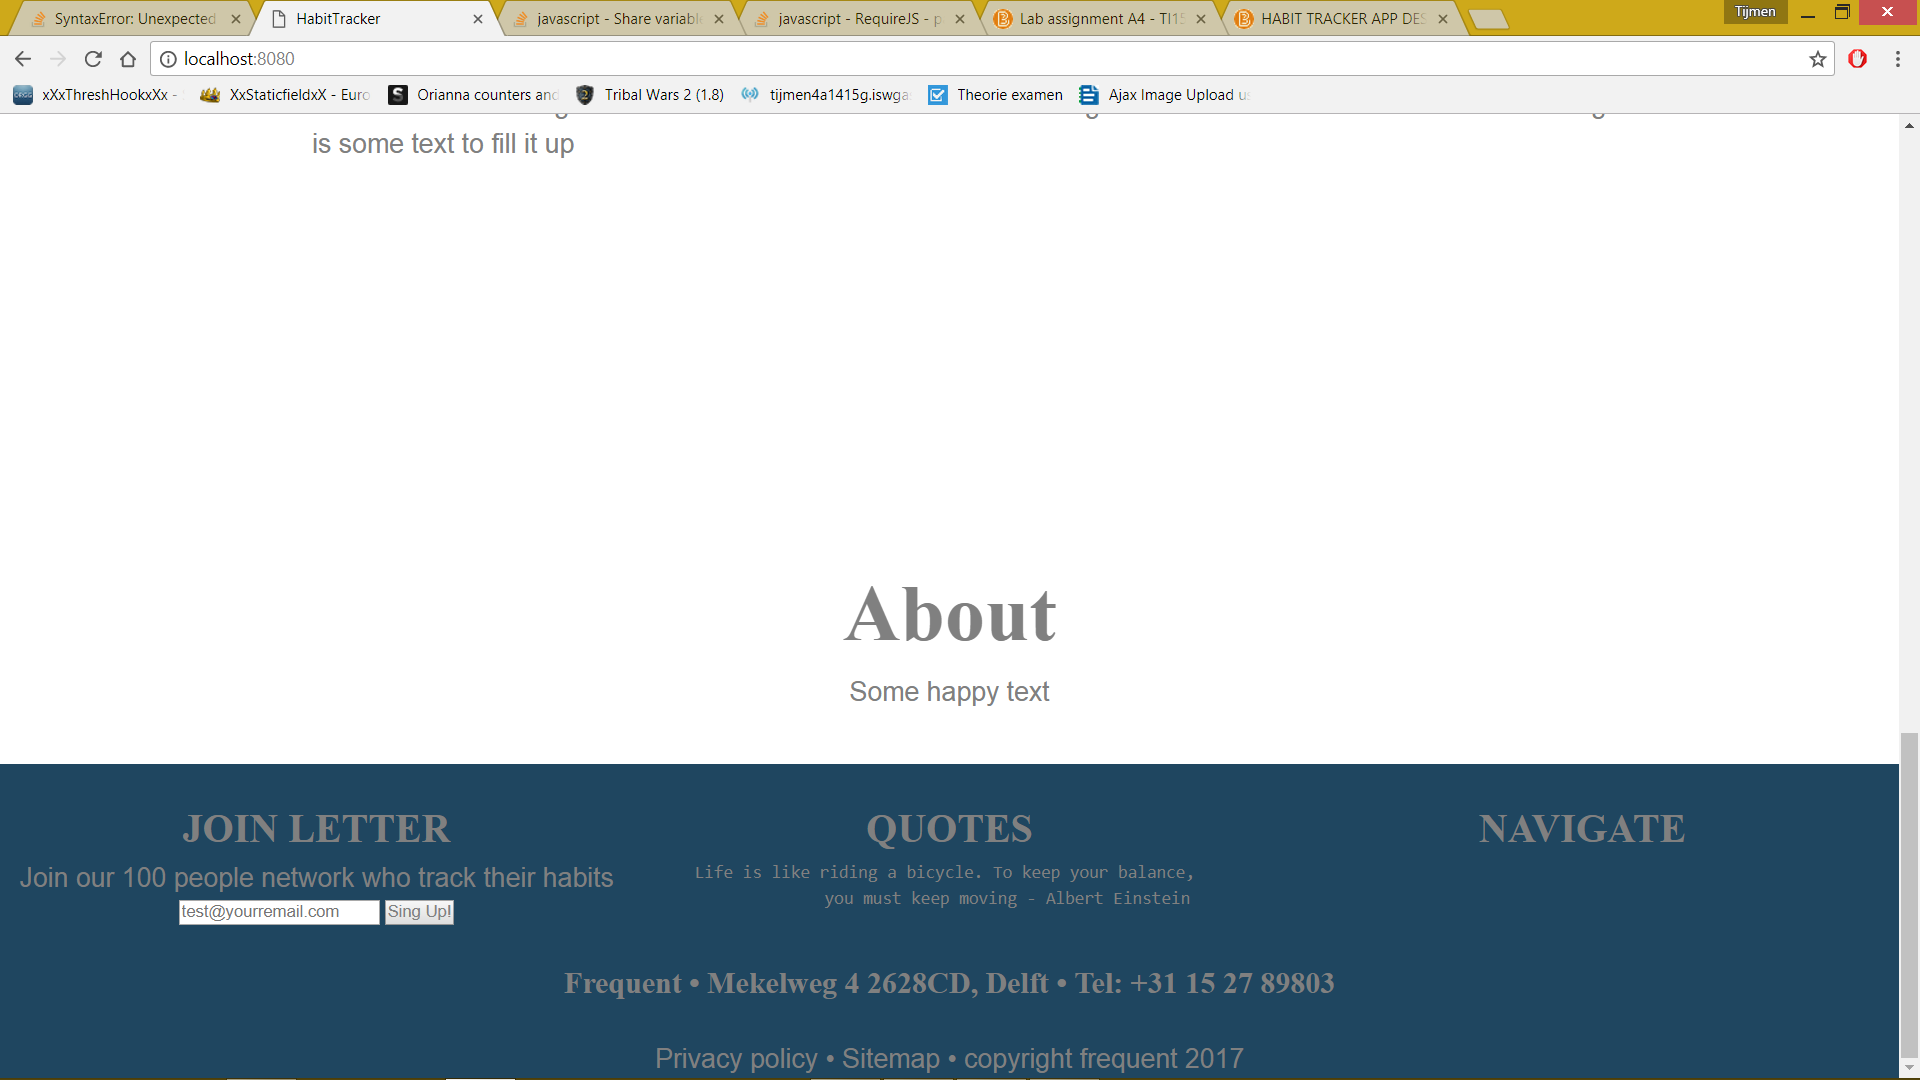 SyntaxError: Unexpected
HabitTracker
javascript - Share variabl
javascript - RequireJS - p
Lab assignment A4 - TI15
HABIT TRACKER APP DES
Tijmen
localhost:8080
xXxThreshHookxXx -
XxStaticfieldxX - Euro
Orianna counters and
Tribal Wars 2 (1.8)
tijmen4a1415g.iswga
Theorie examen
Ajax Image Upload us
is some text to fill it up
About
Some happy text
JOIN LETTER
Join our 100 people network who track their habits
test@yourremail.com Sing Up!
QUOTES
Life is like riding a bicycle. To keep your balance,
you must keep moving - Albert Einstein
NAVIGATE
Frequent • Mekelweg 4 2628CD, Delft • Tel: +31 15 27 89803
Privacy policy • Sitemap • copyright frequent 2017